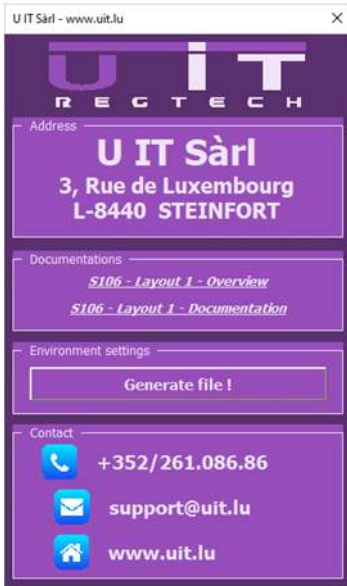 U IT Sàrl - www.uit.lu
U IT
REGTECH
Address
U IT Sàrl
3, Rue de Luxembourg
L-8440 STEINFORT
Documentations
S106 - Layout 1 - Overview
S106 - Layout 1 - Documentation
Environment settings
Generate file !
Contact
+352/261.086.86
support@uit.lu
www.uit.lu